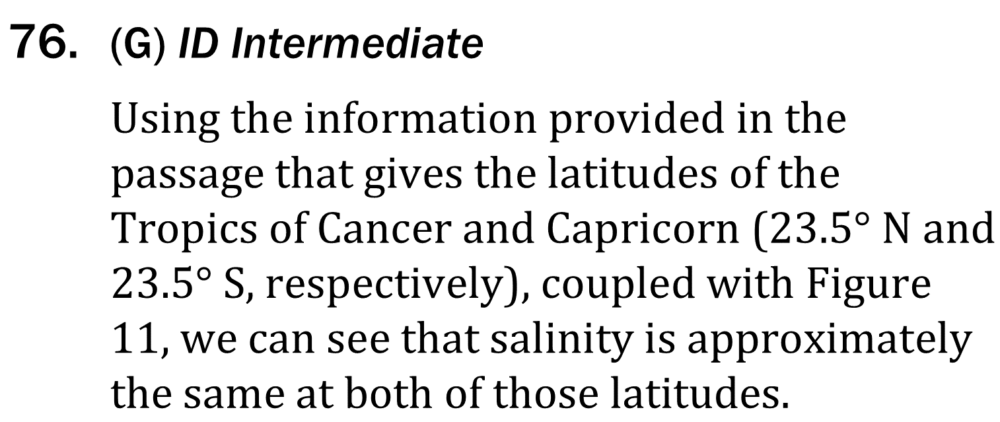 76. (G) ID Intermediate
Using the information provided in the
passage that gives the latitudes of the
Tropics of Cancer and Capricorn (23.5° N and
23.5° S, respectively), coupled with Figure
11, we can see that salinity is approximately
the same at both of those latitudes.